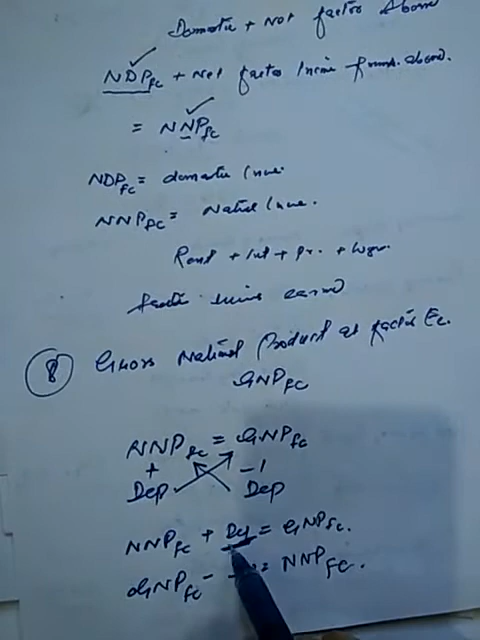 Domestic + Net factor Abroad
NDPFC + Net factor Income from abroad.
= NNPFC
NDPFC = domestic Income
NNPFC = National Income.
Rent + Int + Pr. + Wages.
factor income earned
8 Gross National Product at factor Ec.
GNPFC
NNPFC = GNPFC
+ -1
Dep Dep
NNPFC + Dep = GNPFC.
GNPFC - = NNPFC.